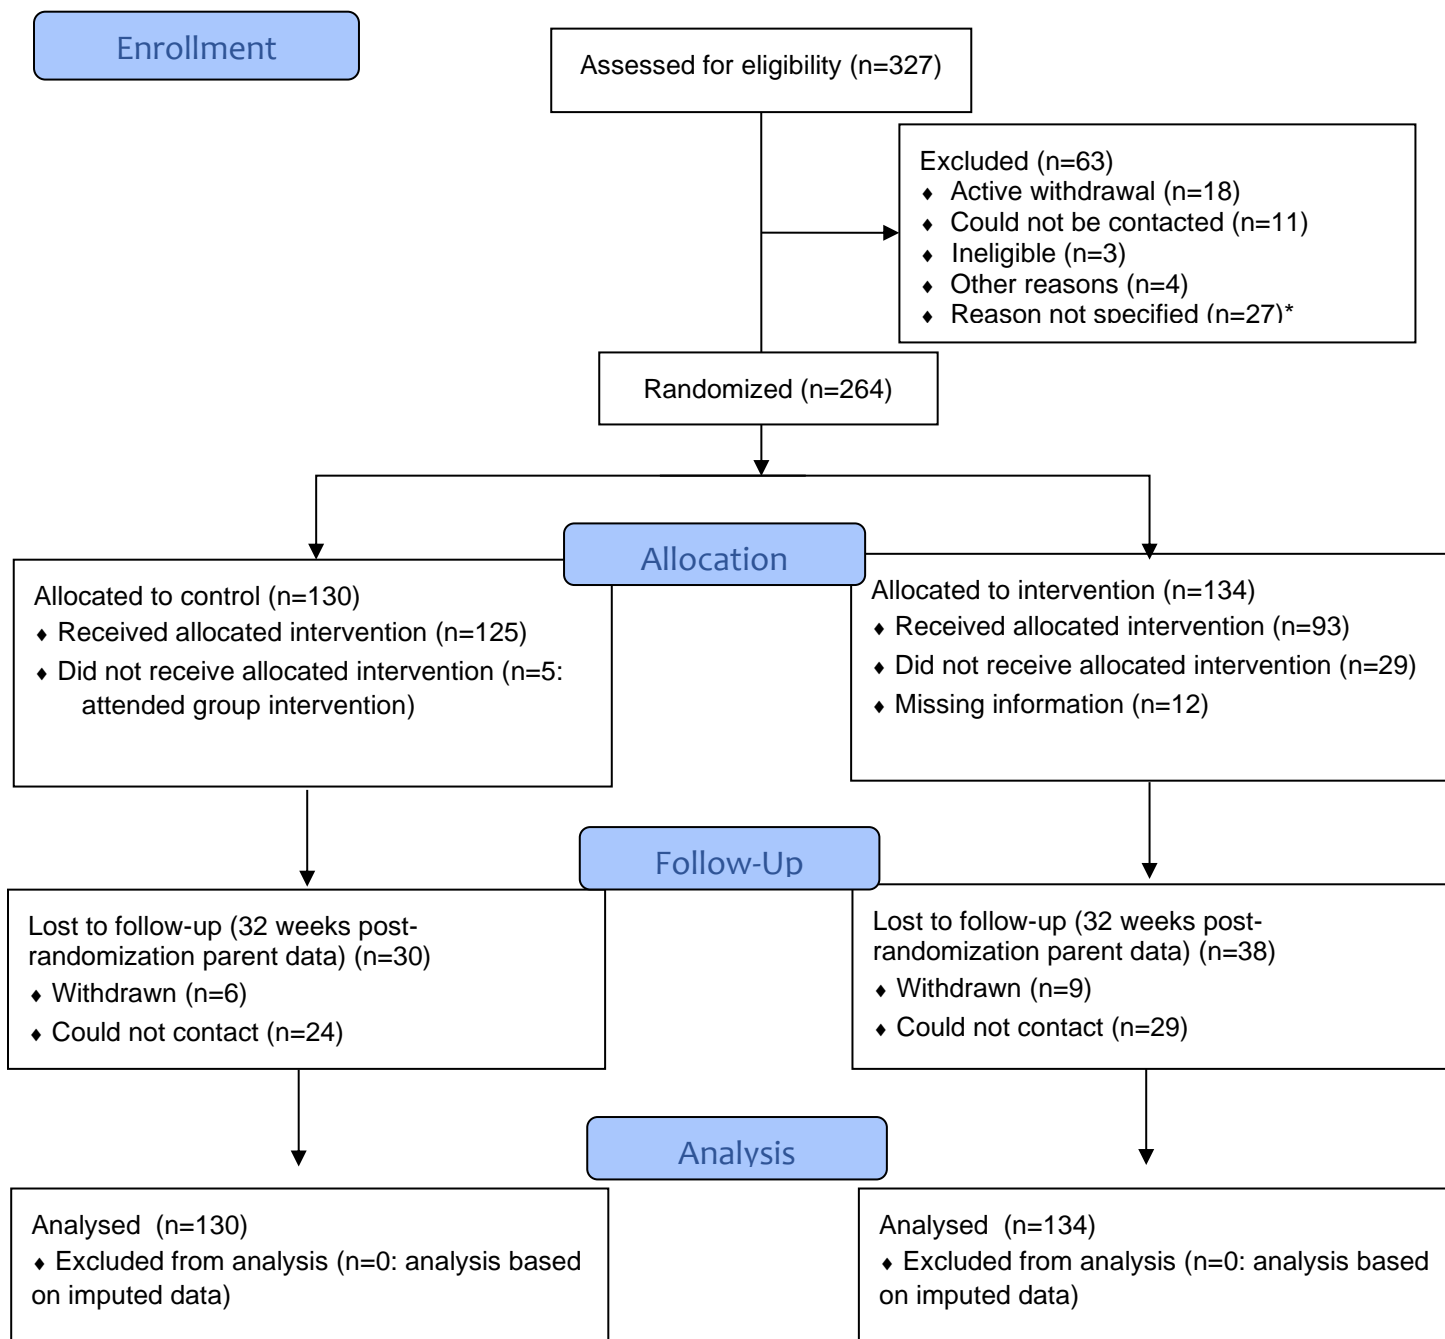 Enrollment
Assessed for eligibility (n=327)
Excluded (n=63)
♦ Active withdrawal (n=18)
♦ Could not be contacted (n=11)
♦ Ineligible (n=3)
♦ Other reasons (n=4)
♦ Reason not specified (n=27)*
Randomized (n=264)
Allocation
Allocated to control (n=130)
♦ Received allocated intervention (n=125)
♦ Did not receive allocated intervention (n=5:
attended group intervention)
Allocated to intervention (n=134)
♦ Received allocated intervention (n=93)
♦ Did not receive allocated intervention (n=29)
♦ Missing information (n=12)
Follow-Up
Lost to follow-up (32 weeks post-
randomization parent data) (n=30)
♦ Withdrawn (n=6)
♦ Could not contact (n=24)
Lost to follow-up (32 weeks post-
randomization parent data) (n=38)
♦ Withdrawn (n=9)
♦ Could not contact (n=29)
Analysis
Analysed (n=130)
♦ Excluded from analysis (n=0: analysis based
on imputed data)
Analysed (n=134)
♦ Excluded from analysis (n=0: analysis based
on imputed data)